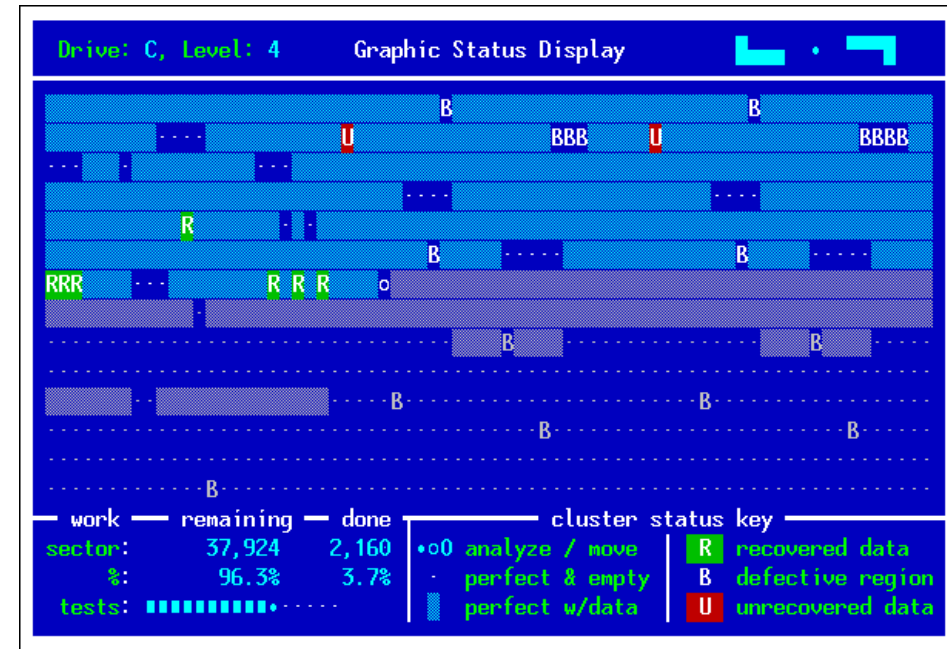 Drive: C, Level: 4 Graphic Status Display
B B
U BBB U BBBB
R
B B
RRR R R R o
B B
B B
B B
B
work remaining done cluster status key
sector: 37,924 2,160 •oO analyze / move R recovered data
%: 96.3% 3.7% · perfect & empty B defective region
tests: perfect w/data U unrecovered data